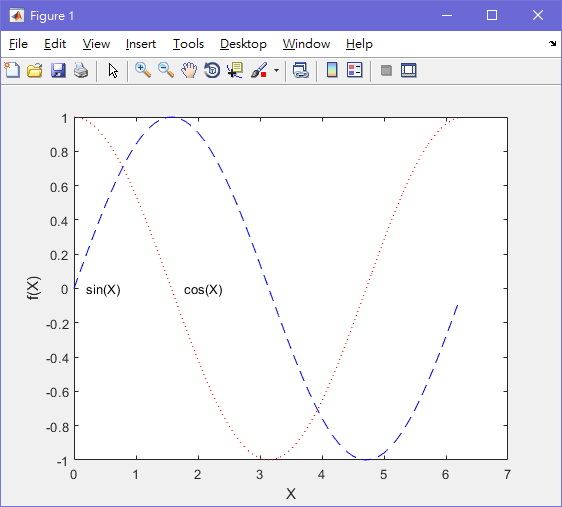 Figure 1
File Edit View Insert Tools Desktop Window Help
1
0.8
0.6
0.4
0.2
0
-0.2
-0.4
-0.6
-0.8
-1
f(X)
sin(X) cos(X)
0 1 2 3 4 5 6 7
X